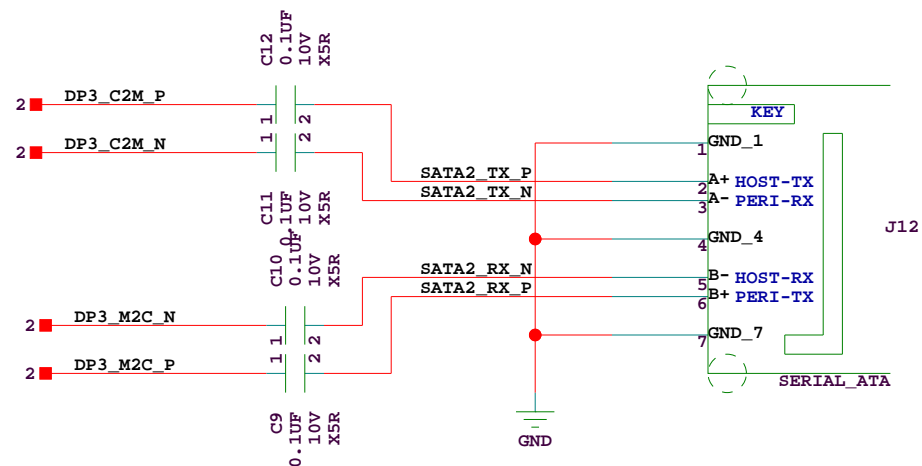 C12
0.1UF
10V
X5R
2
DP3_C2M_P
1
2
2
DP3_C2M_N
1
2
C11
0.1UF
10V
X5R
SATA2_TX_P
SATA2_TX_N
KEY
1
GND_1
2
A+
HOST-TX
3
A-
PERI-RX
4
GND_4
J12
C10
0.1UF
10V
X5R
SATA2_RX_N
SATA2_RX_P
5
B-
HOST-RX
6
B+
PERI-TX
2
DP3_M2C_N
1
2
2
DP3_M2C_P
1
2
7
GND_7
SERIAL_ATA
C9
0.1UF
10V
X5R
GND